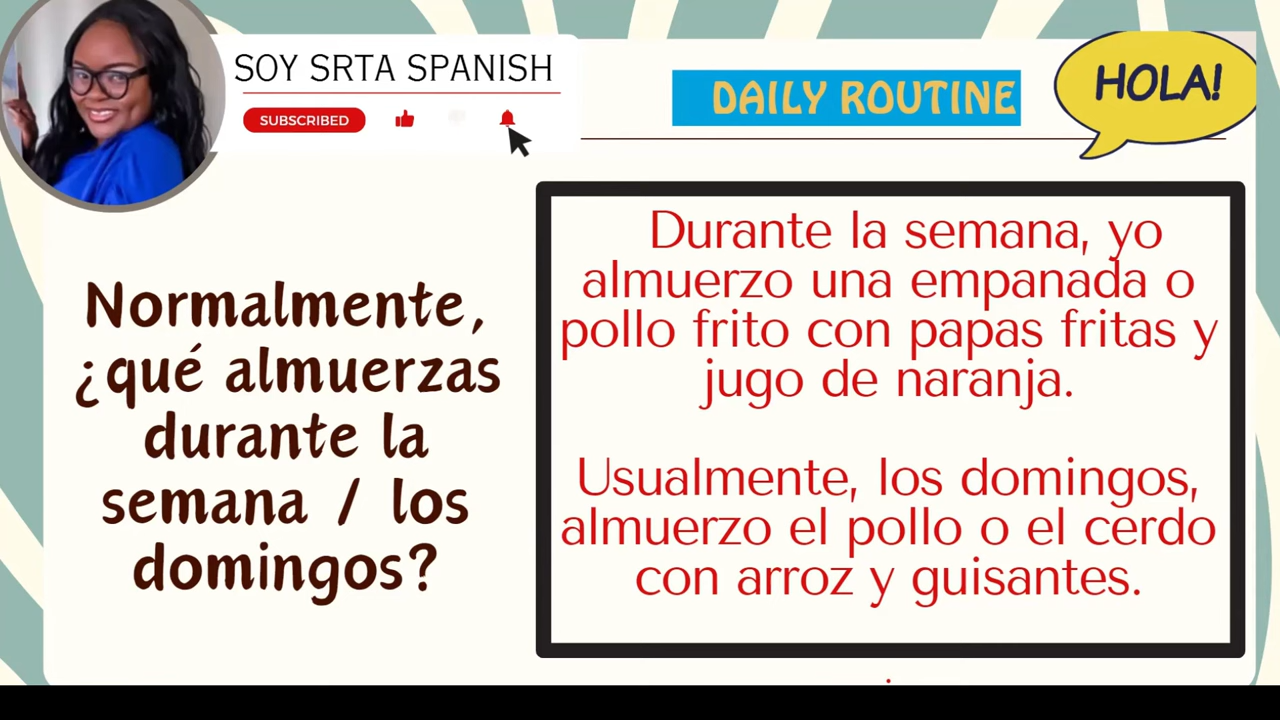 SOY SRTA SPANISH
SUBSCRIBED
DAILY ROUTINE
HOLA!
Normalmente,
¿qué almuerzas
durante la
semana / los
domingos?
Durante la semana, yo
almuerzo una empanada o
pollo frito con papas fritas y
jugo de naranja.
Usualmente, los domingos,
almuerzo el pollo o el cerdo
con arroz y guisantes.